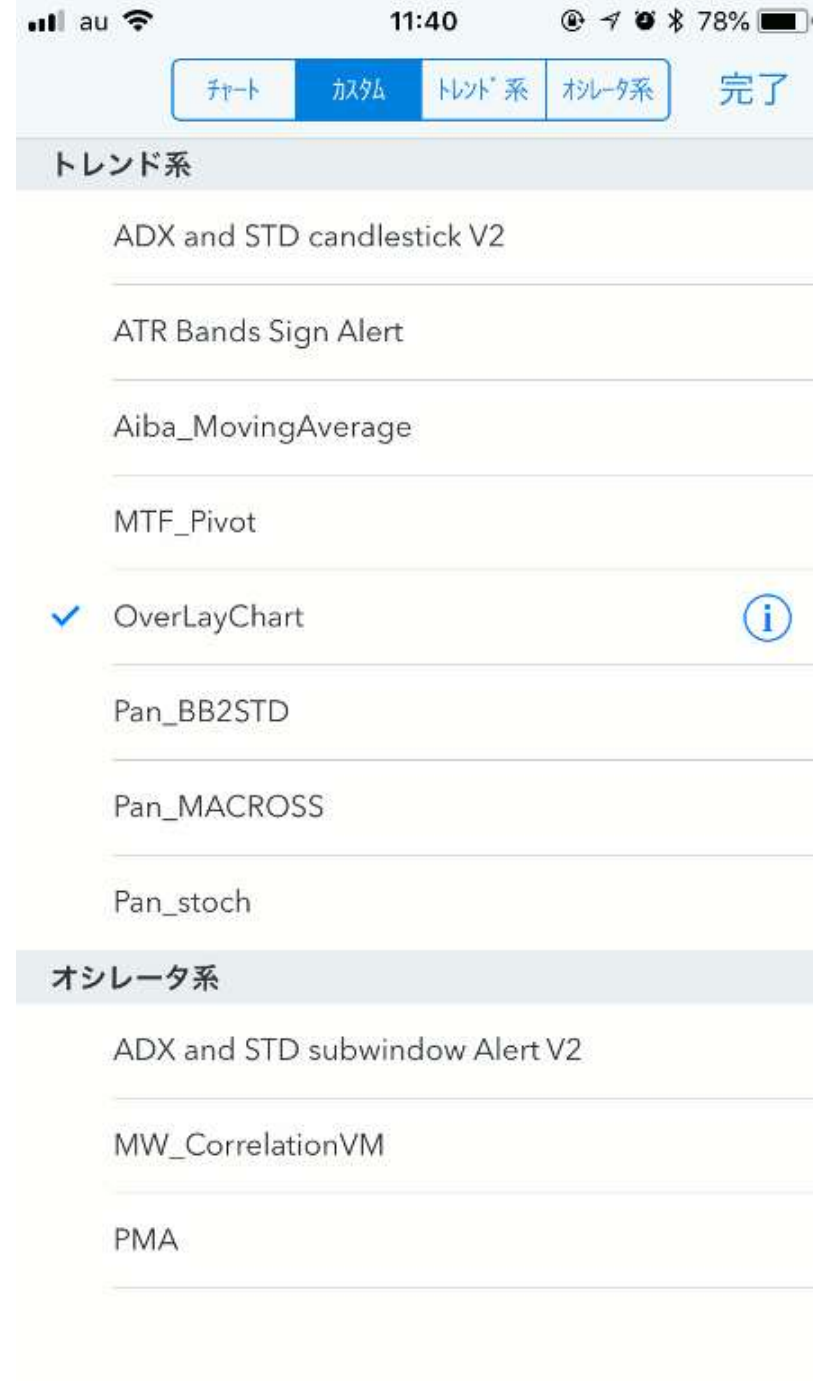 au 11:40 78%
チャート カスタム トレンド系 オシレータ系 完了
トレンド系
ADX and STD candlestick V2
ATR Bands Sign Alert
Aiba_MovingAverage
MTF_Pivot
OverLayChart
Pan_BB2STD
Pan_MACROSS
Pan_stoch
オシレータ系
ADX and STD subwindow Alert V2
MW_CorrelationVM
PMA